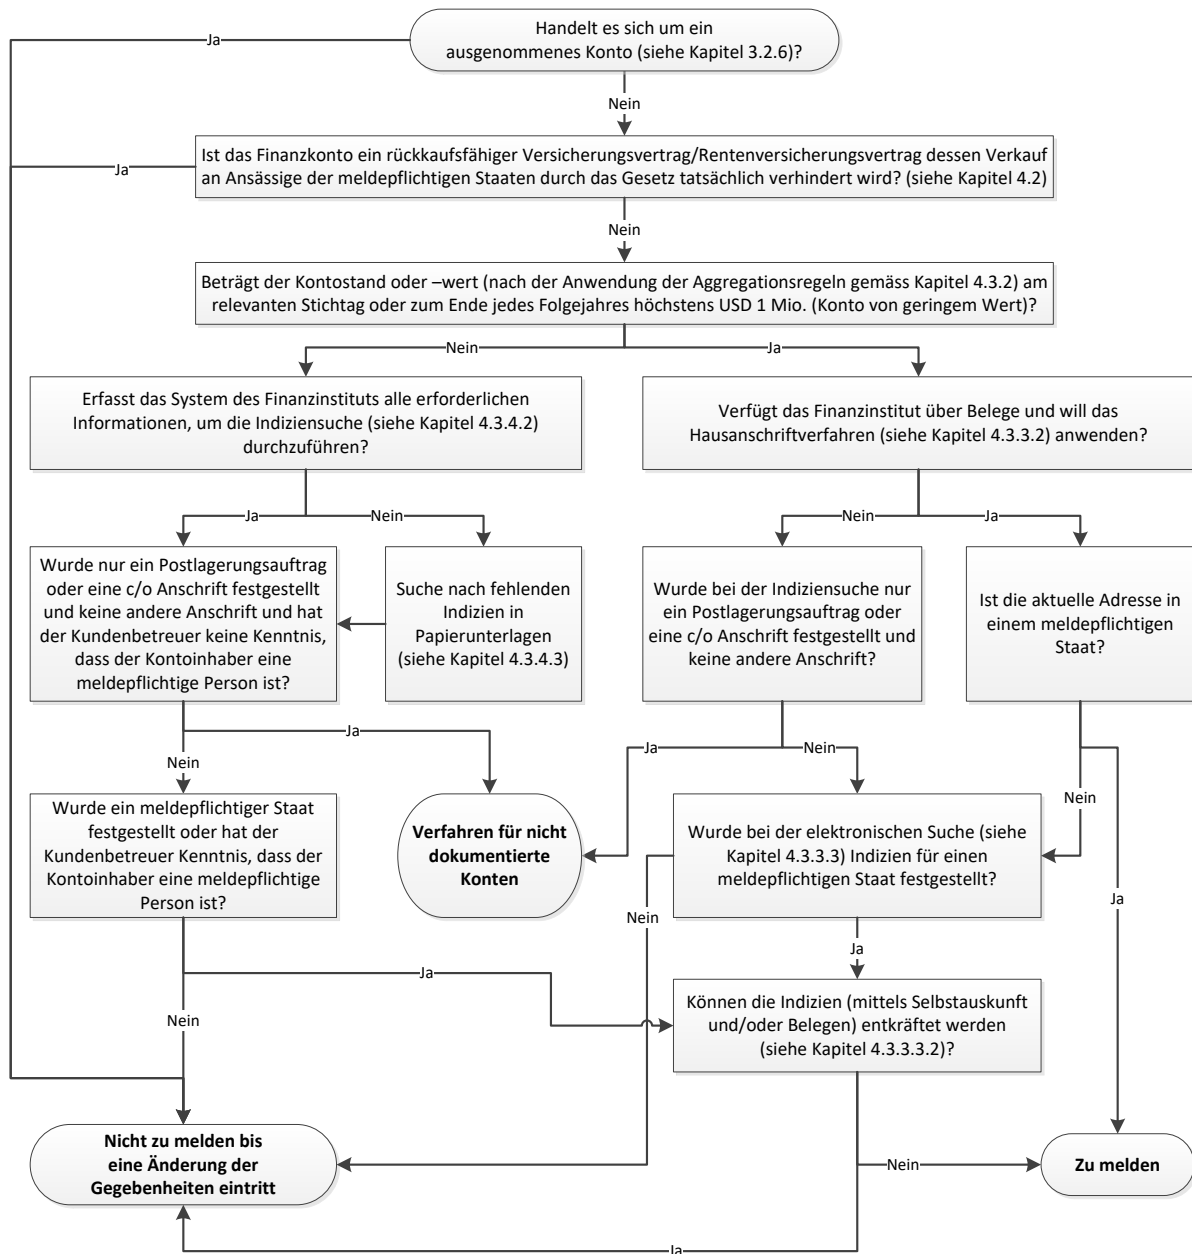 Handelt es sich um ein
ausgenommenes Konto (siehe Kapitel 3.2.6)?
Ja
Nein
Ist das Finanzkonto ein rückkaufsfähiger Versicherungsvertrag/Rentenversicherungsvertrag dessen Verkauf
an Ansässige der meldepflichtigen Staaten durch das Gesetz tatsächlich verhindert wird? (siehe Kapitel 4.2)
Ja
Nein
Beträgt der Kontostand oder –wert (nach der Anwendung der Aggregationsregeln gemäss Kapitel 4.3.2) am
relevanten Stichtag oder zum Ende jedes Folgejahres höchstens USD 1 Mio. (Konto von geringem Wert)?
Nein
Ja
Erfasst das System des Finanzinstituts alle erforderlichen
Informationen, um die Indiziensuche (siehe Kapitel 4.3.4.2)
durchzuführen?
Verfügt das Finanzinstitut über Belege und will das
Hausanschriftverfahren (siehe Kapitel 4.3.3.2) anwenden?
Ja
Nein
Nein
Ja
Wurde nur ein Postlagerungsauftrag
oder eine c/o Anschrift festgestellt
und keine andere Anschrift und hat
der Kundenbetreuer keine Kenntnis,
dass der Kontoinhaber eine
meldepflichtige Person ist?
Suche nach fehlenden
Indizien in
Papierunterlagen
(siehe Kapitel 4.3.4.3)
Wurde bei der Indiziensuche nur
ein Postlagerungsauftrag oder
eine c/o Anschrift festgestellt und
keine andere Anschrift?
Ist die aktuelle Adresse in
einem meldepflichtigen
Staat?
Ja
Nein
Ja
Nein
Nein
Ja
Wurde ein meldepflichtiger Staat
festgestellt oder hat der
Kundenbetreuer Kenntnis, dass der
Kontoinhaber eine meldepflichtige
Person ist?
Verfahren für nicht
dokumentierte
Konten
Wurde bei der elektronischen Suche (siehe
Kapitel 4.3.3.3) Indizien für einen
meldepflichtigen Staat festgestellt?
Nein
Ja
Ja
Nein
Können die Indizien (mittels Selbstauskunft
und/oder Belegen) entkräftet werden
(siehe Kapitel 4.3.3.3.2)?
Nicht zu melden bis
eine Änderung der
Gegebenheiten eintritt
Nein
Zu melden
Ja